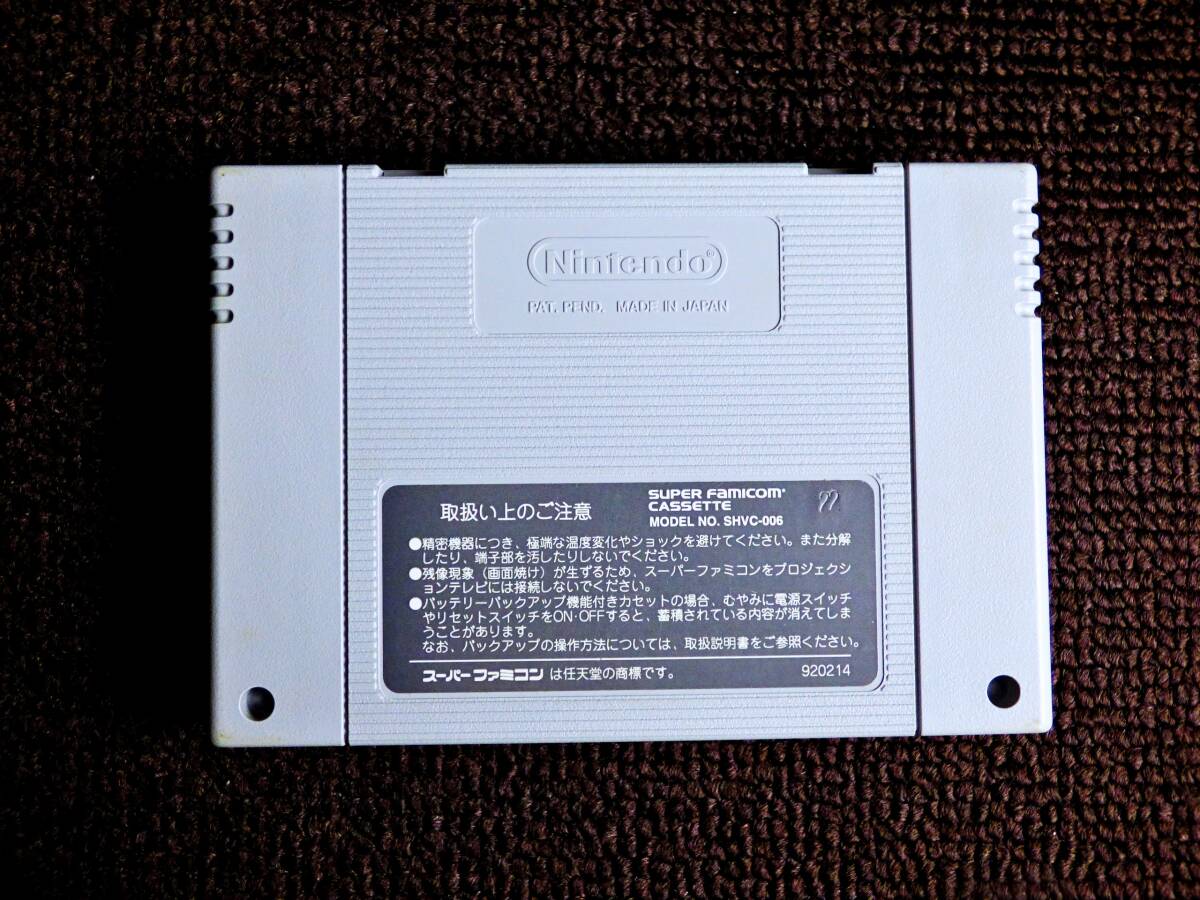 Nintendo®
PAT. PEND. MADE IN JAPAN
取扱い上のご注意
SUPER FAMICOM®
CASSETTE
MODEL NO. SHVC-006
22
●精密機器につき、極端な温度変化やショックを避けてください。また分解
したり、端子部を汚したりしないでください。
●残像現象（画面焼け）が生ずるため、スーパーファミコンをプロジェクシ
ョンテレビには接続しないでください。
●バッテリーバックアップ機能付きカセットの場合、むやみに電源スイッチ
やリセットスイッチをON·OFFすると、蓄積されている内容が消えてしま
うことがあります。
なお、バックアップの操作方法については、取扱説明書をご参照ください。
スーパーファミコン は任天堂の商標です。
920214